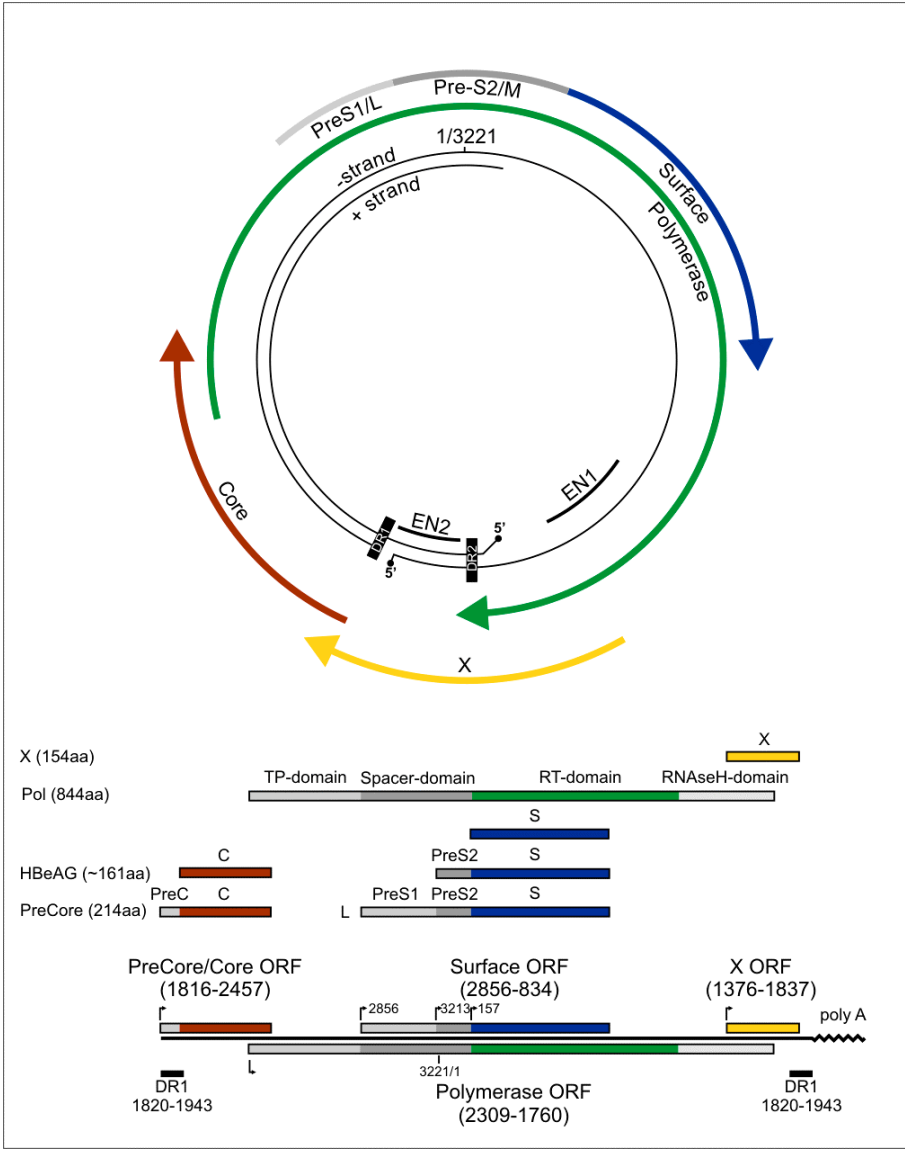 PreS1/L
Pre-S2/M
Surface
Polymerase
1/3221
-strand
+ strand
EN1
EN2
DR1
DR2
5’
5’
Core
X
X
X (154aa)
TP-domain
Spacer-domain
RT-domain
RNAseH-domain
Pol (844aa)
S
C
PreS2
S
HBeAG (~161aa)
PreC
C
PreS1
PreS2
S
PreCore (214aa)
L
PreCore/Core ORF
(1816-2457)
Surface ORF
(2856-834)
X ORF
(1376-1837)
2856
3213
157
poly A
3221/1
DR1
1820-1943
Polymerase ORF
(2309-1760)
DR1
1820-1943